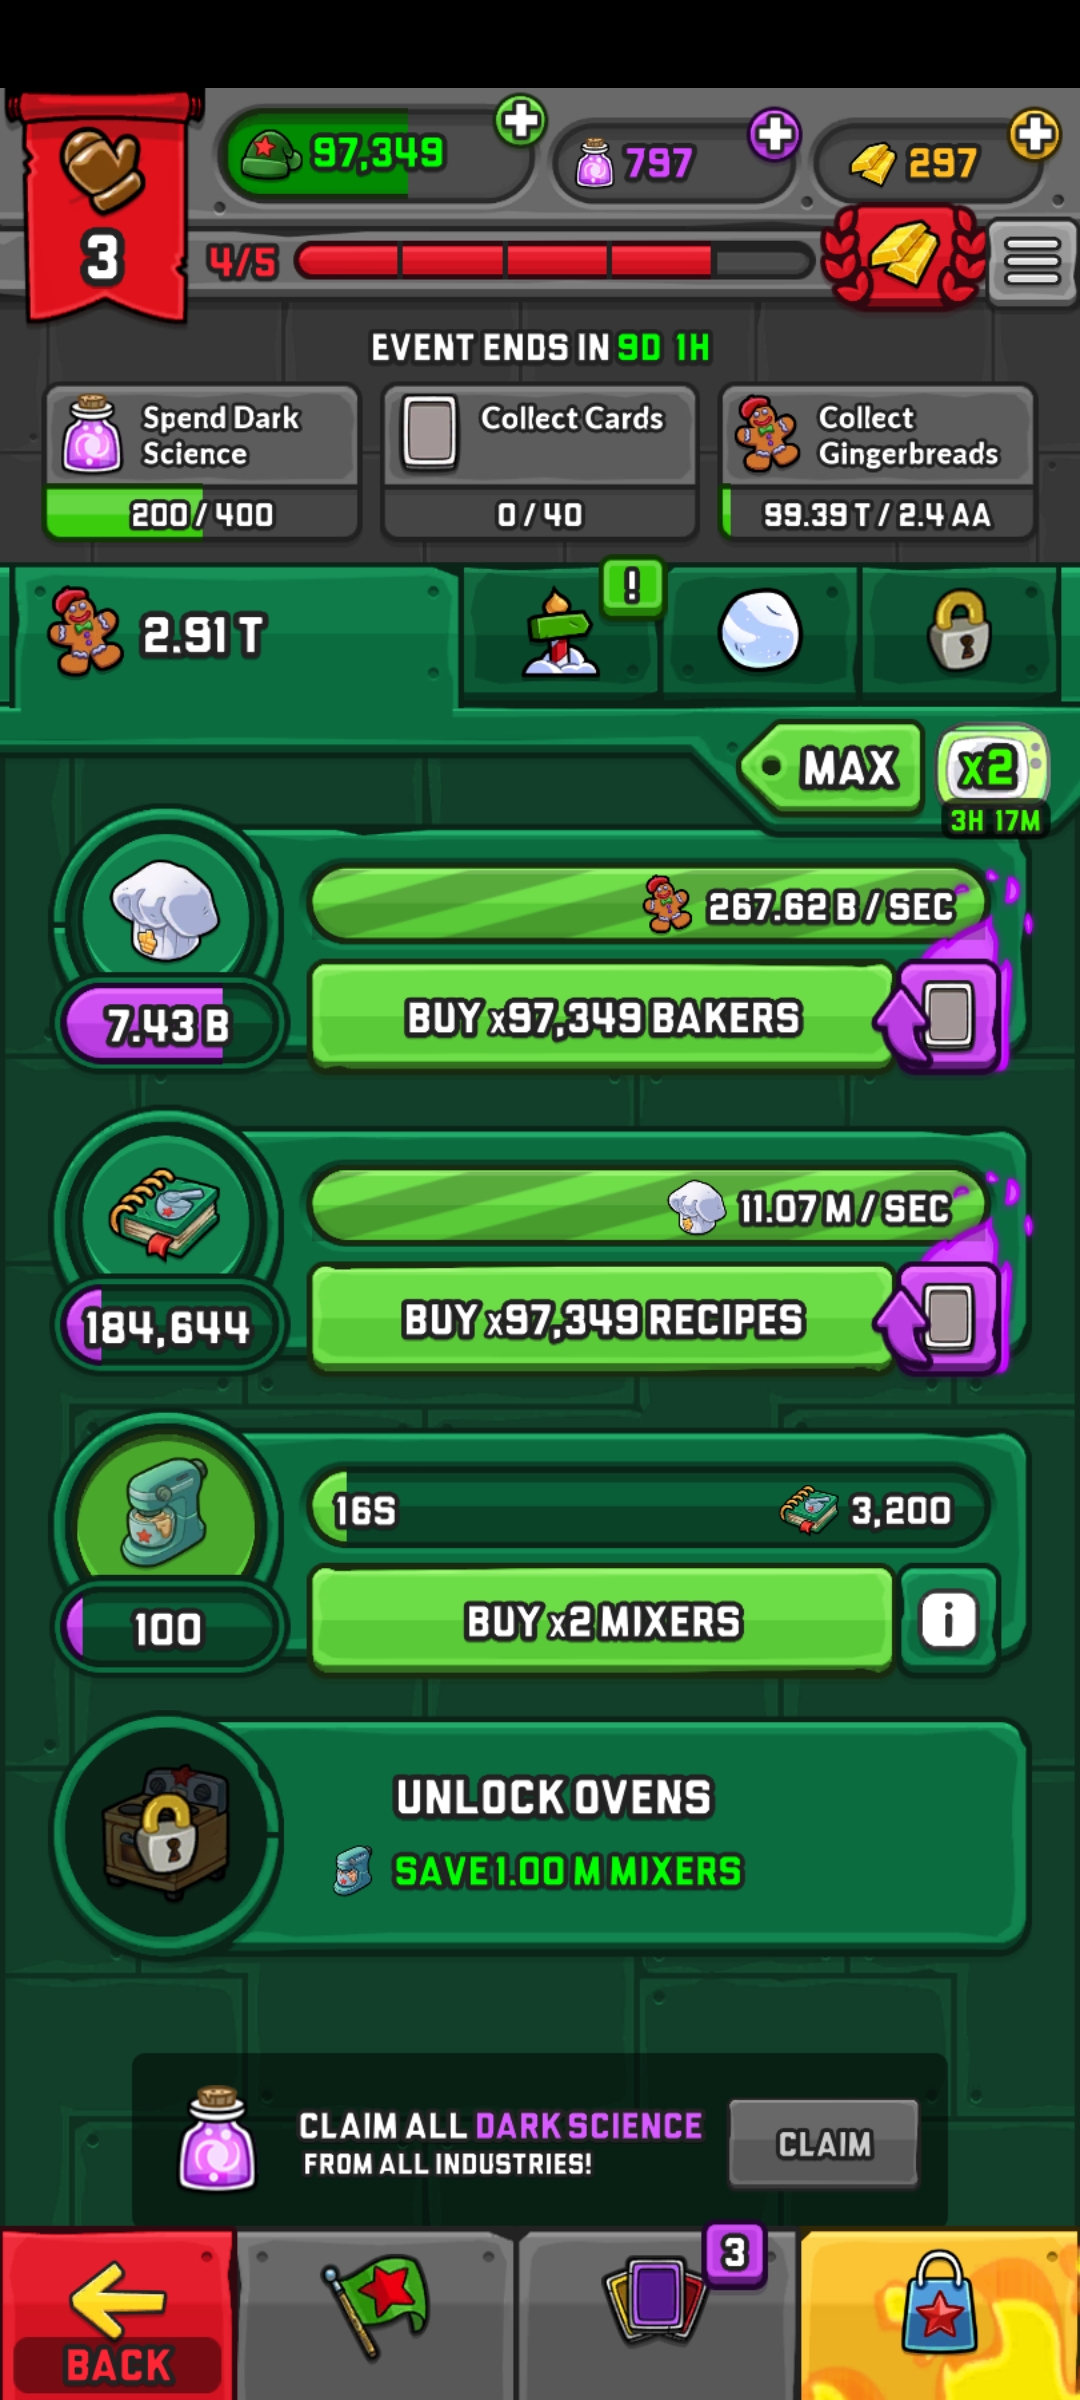 97,349
797
297
3
4/5
EVENT ENDS IN 9D 1H
Spend Dark
Science
200 / 400
Collect Cards
0 / 40
Collect
Gingerbreads
99.39 T / 2.4 AA
2.91 T
!
MAX
x2
3H 17M
267.62 B / SEC
7.43 B
BUY x97,349 BAKERS
11.07 M / SEC
184,644
BUY x97,349 RECIPES
16S
3,200
100
BUY x2 MIXERS
i
UNLOCK OVENS
SAVE 1.00 M MIXERS
CLAIM ALL DARK SCIENCE
FROM ALL INDUSTRIES!
CLAIM
3
BACK